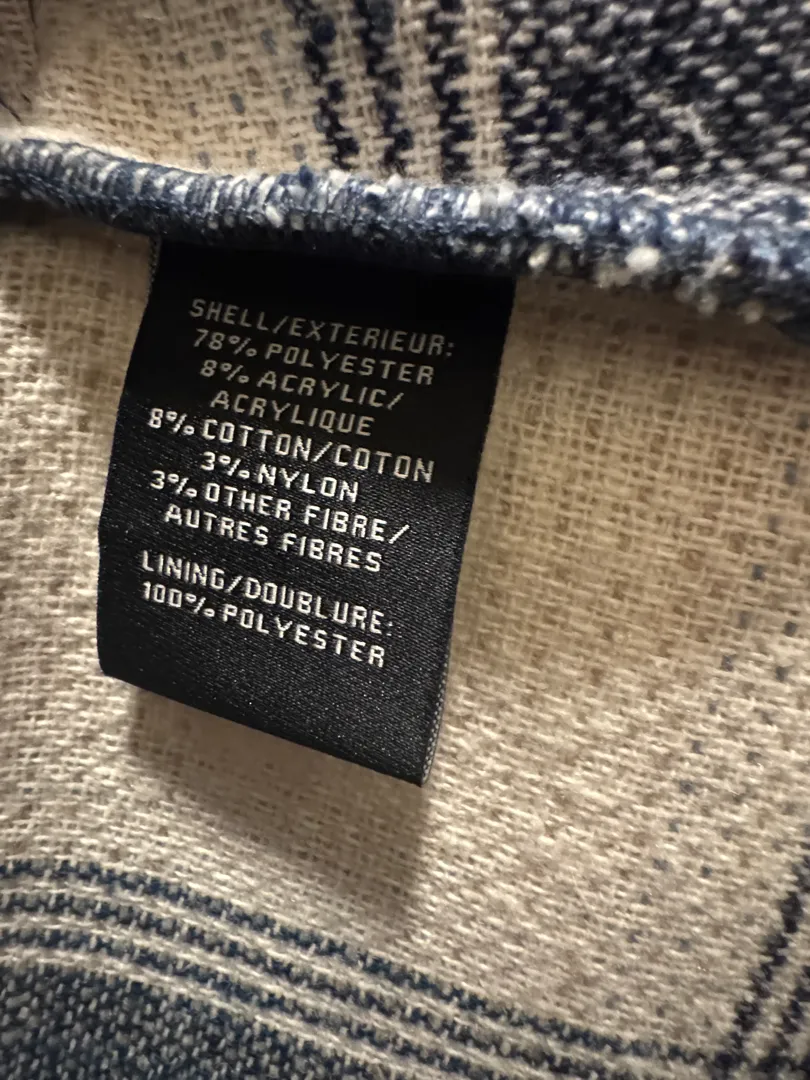 SHELL/EXTERIEUR:
78% POLYESTER
8% ACRYLIC/
ACRYLIQUE
8% COTTON/COTON
3% NYLON
3% OTHER FIBRE/
AUTRES FIBRES
LINING/DOUBLURE:
100% POLYESTER